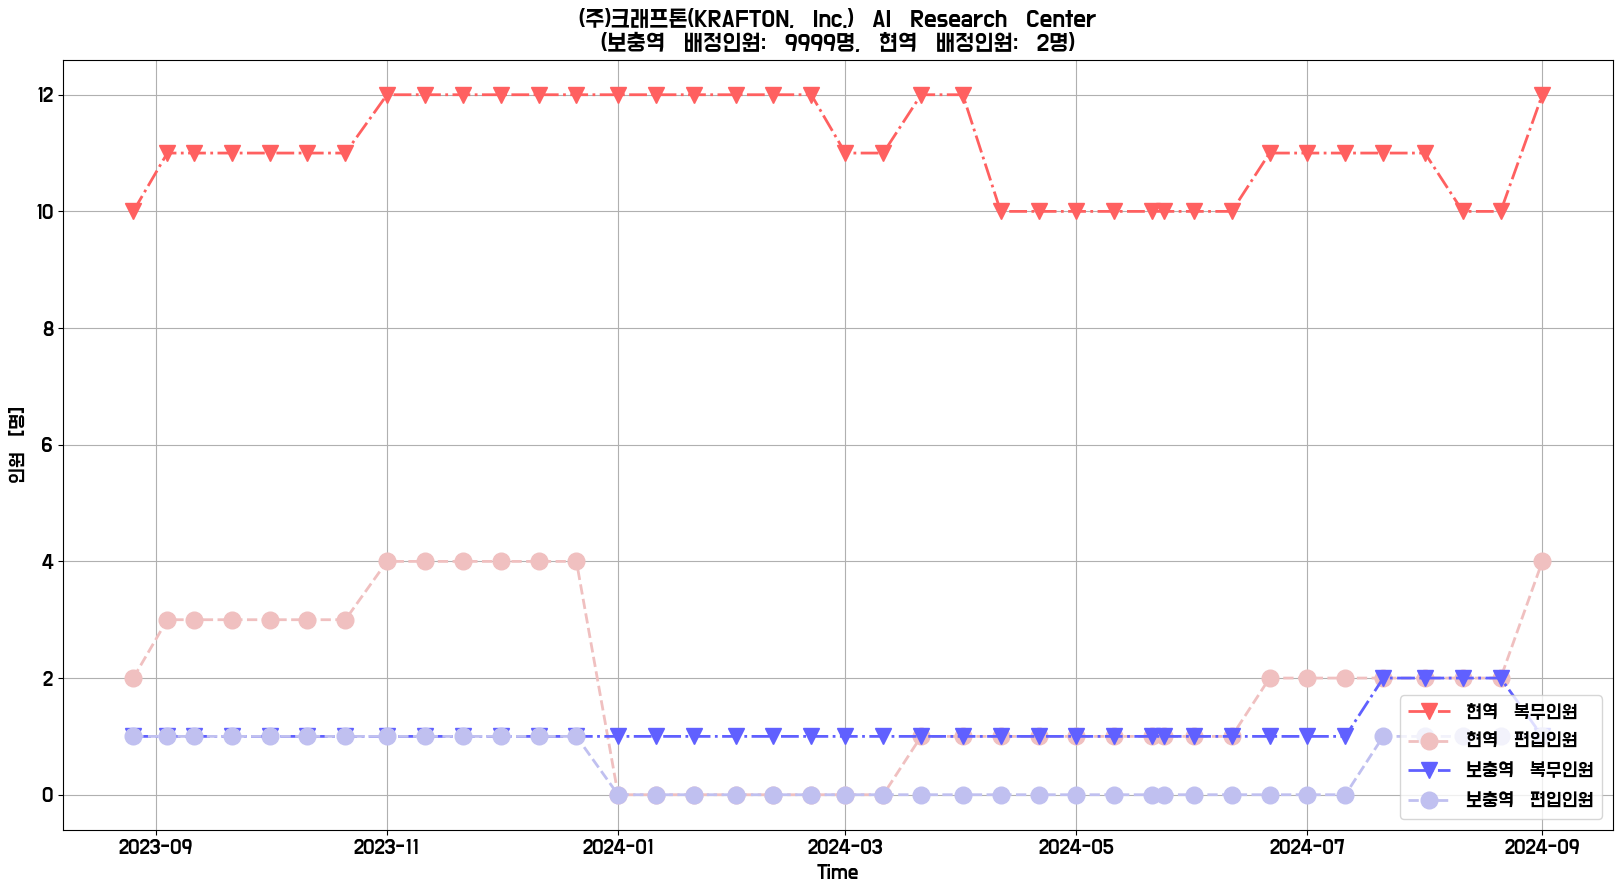 (주)크래프톤(KRAFTON, Inc.) AI Research Center
(보충역 배정인원: 9999명, 현역 배정인원: 2명)
12
10
8
6
4
2
0
인원 [명]
현역 복무인원
현역 편입인원
보충역 복무인원
보충역 편입인원
2023-09
2023-11
2024-01
2024-03
2024-05
2024-07
2024-09
Time